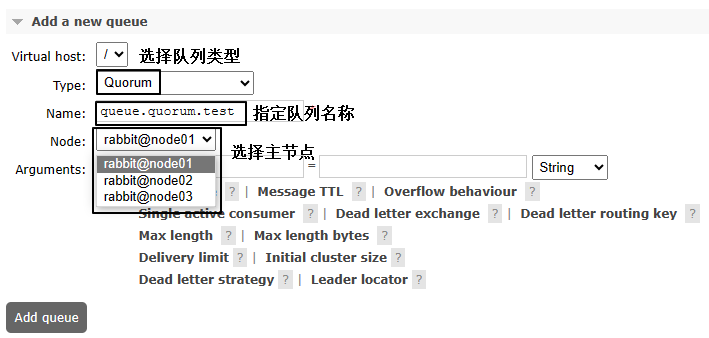 Add a new queue
Virtual host: / 选择队列类型
Type: Quorum
Name: queue.quorum.test 指定队列名称
Node: rabbit@node01 选择主节点
rabbit@node01
rabbit@node02
rabbit@node03
Arguments: = String
? | Message TTL ? | Overflow behaviour ?
Single active consumer ? | Dead letter exchange ? | Dead letter routing key ?
Max length ? | Max length bytes ?
Delivery limit ? | Initial cluster size ?
Dead letter strategy ? | Leader locator ?
Add queue